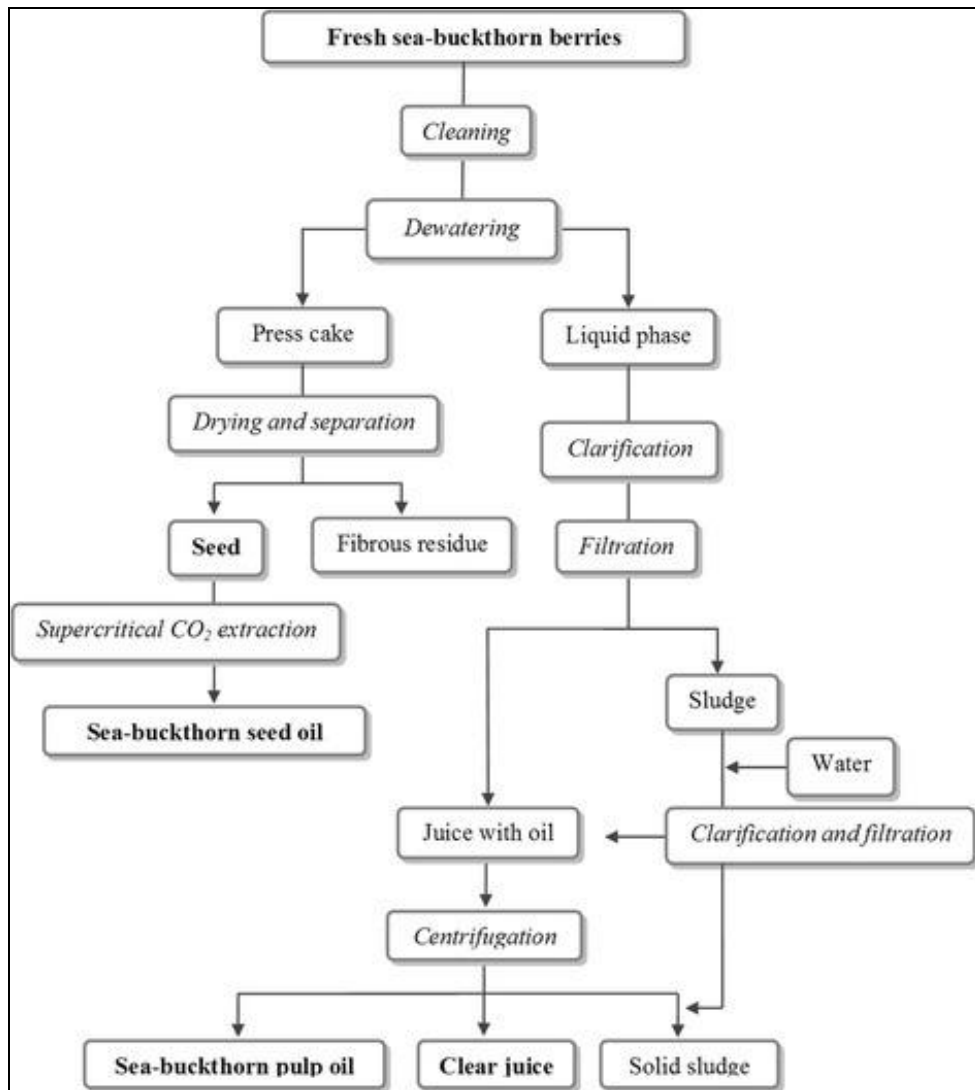 Fresh sea-buckthorn berries
Cleaning
Dewatering
Press cake
Liquid phase
Drying and separation
Clarification
Seed
Fibrous residue
Filtration
Supercritical CO₂ extraction
Sludge
Sea-buckthorn seed oil
Water
Juice with oil
Clarification and filtration
Centrifugation
Sea-buckthorn pulp oil
Clear juice
Solid sludge